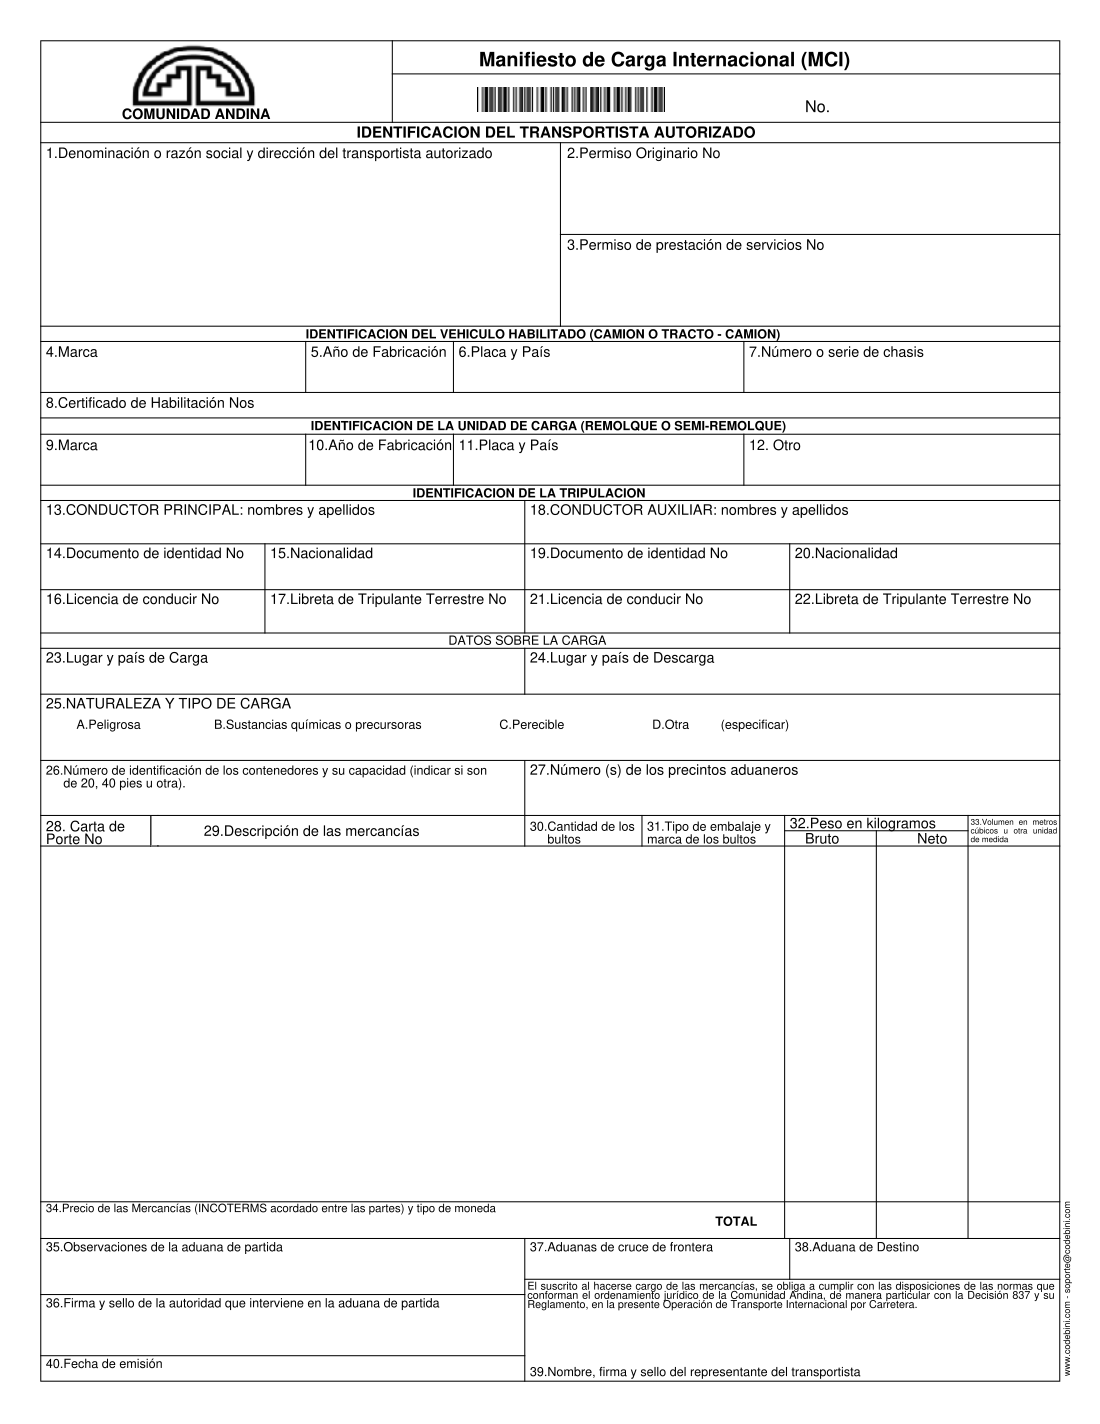 COMUNIDAD ANDINA
Manifiesto de Carga Internacional (MCI)
No.
IDENTIFICACION DEL TRANSPORTISTA AUTORIZADO
1.Denominación o razón social y dirección del transportista autorizado
2.Permiso Originario No
3.Permiso de prestación de servicios No
IDENTIFICACION DEL VEHICULO HABILITADO (CAMION O TRACTO - CAMION)
4.Marca
5.Año de Fabricación
6.Placa y País
7.Número o serie de chasis
8.Certificado de Habilitación Nos
IDENTIFICACION DE LA UNIDAD DE CARGA (REMOLQUE O SEMI-REMOLQUE)
9.Marca
10.Año de Fabricación
11.Placa y País
12. Otro
IDENTIFICACION DE LA TRIPULACION
13.CONDUCTOR PRINCIPAL: nombres y apellidos
18.CONDUCTOR AUXILIAR: nombres y apellidos
14.Documento de identidad No
15.Nacionalidad
19.Documento de identidad No
20.Nacionalidad
16.Licencia de conducir No
17.Libreta de Tripulante Terrestre No
21.Licencia de conducir No
22.Libreta de Tripulante Terrestre No
DATOS SOBRE LA CARGA
23.Lugar y país de Carga
24.Lugar y país de Descarga
25.NATURALEZA Y TIPO DE CARGA
A.Peligrosa
B.Sustancias químicas o precursoras
C.Perecible
D.Otra
(especificar)
26.Número de identificación de los contenedores y su capacidad (indicar si son
de 20, 40 pies u otra).
27.Número (s) de los precintos aduaneros
28. Carta de
Porte No
29.Descripción de las mercancías
30.Cantidad de los
bultos
31.Tipo de embalaje y
marca de los bultos
32.Peso en kilogramos
Bruto
Neto
33.Volumen en metros
cúbicos u otra unidad
de medida
34.Precio de las Mercancías (INCOTERMS acordado entre las partes) y tipo de moneda
TOTAL
35.Observaciones de la aduana de partida
37.Aduanas de cruce de frontera
38.Aduana de Destino
El suscrito al hacerse cargo de las mercancías, se obliga a cumplir con las disposiciones de las normas que
conforman el ordenamiento jurídico de la Comunidad Andina, de manera particular con la Decisión 837 y su
Reglamento, en la presente Operación de Transporte Internacional por Carretera.
36.Firma y sello de la autoridad que interviene en la aduana de partida
40.Fecha de emisión
39.Nombre, firma y sello del representante del transportista
www.codebini.com - soporte@codebini.com